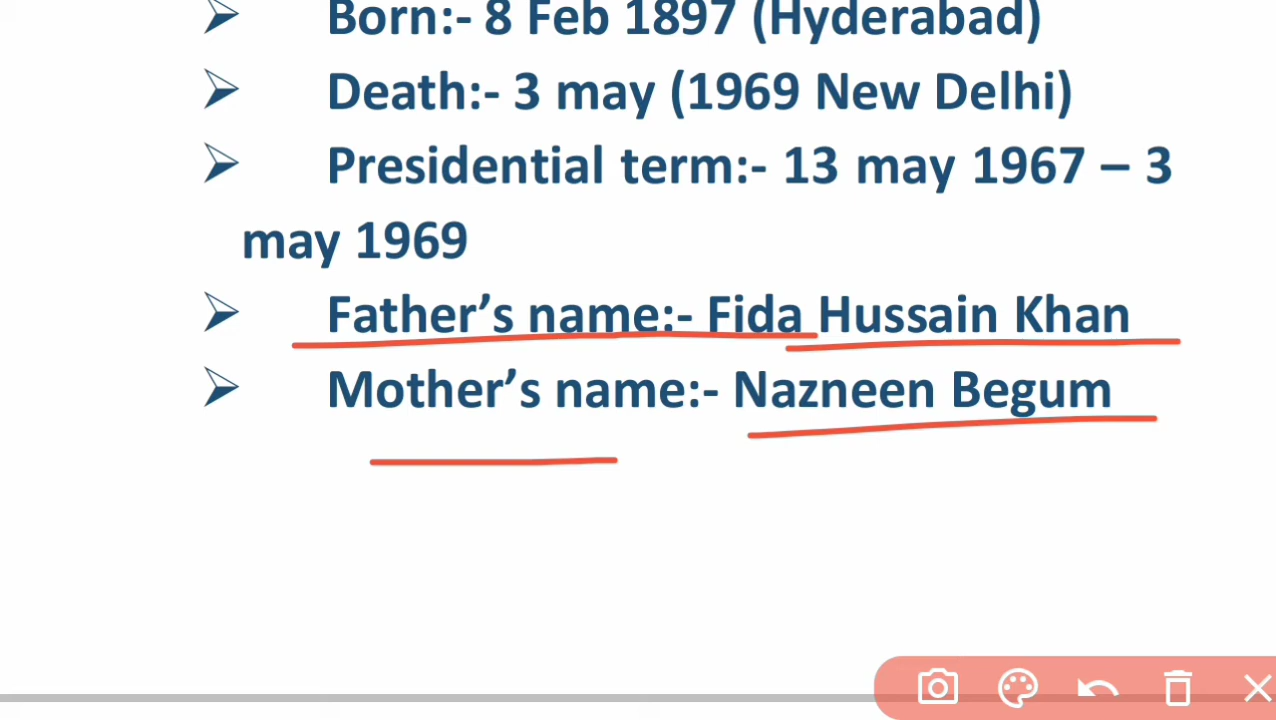 Born:- 8 Feb 1897 (Hyderabad)
Death:- 3 may (1969 New Delhi)
Presidential term:- 13 may 1967 – 3
may 1969
Father’s name:- Fida Hussain Khan
Mother’s name:- Nazneen Begum